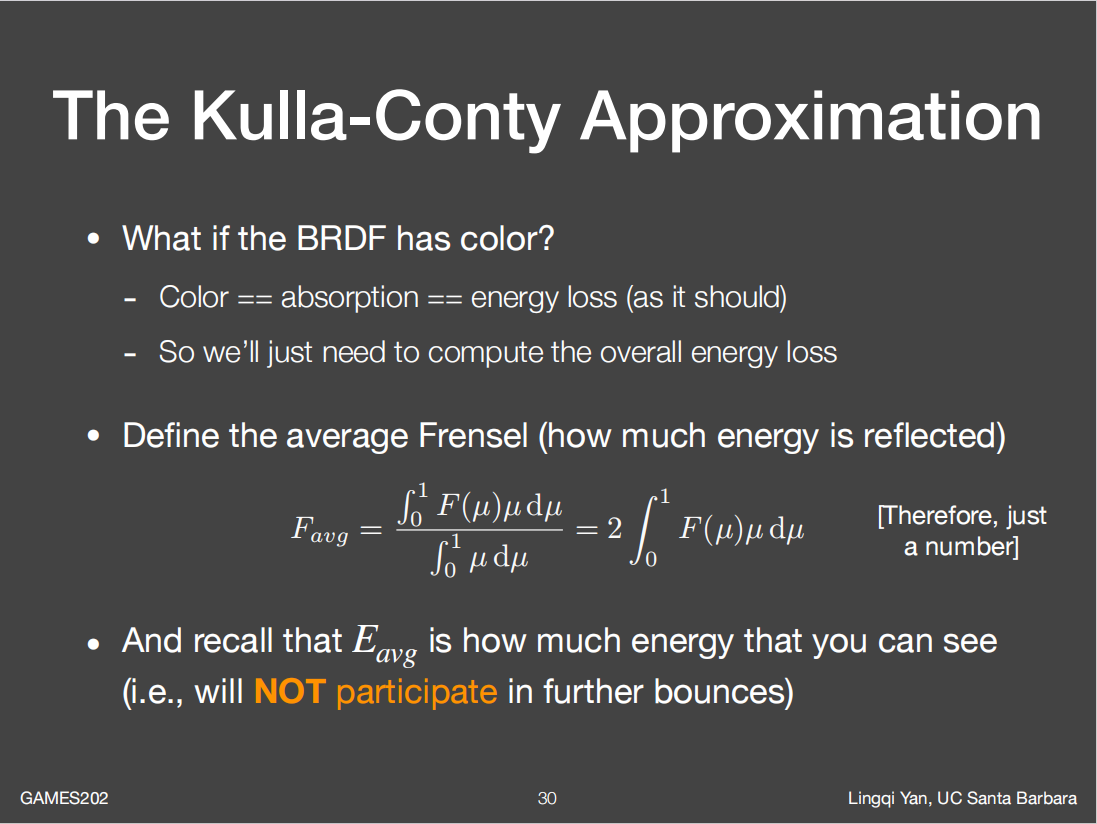 The Kulla-Conty Approximation
• What if the BRDF has color?
- Color == absorption == energy loss (as it should)
- So we'll just need to compute the overall energy loss
• Define the average Frensel (how much energy is reflected)
F_{avg} = \frac{\int_0^1 F(\mu)\mu \, \mathrm{d}\mu}{\int_0^1 \mu \, \mathrm{d}\mu} = 2 \int_0^1 F(\mu)\mu \, \mathrm{d}\mu
[Therefore, just
a number]
• And recall that E_{avg} is how much energy that you can see
(i.e., will NOT participate in further bounces)
GAMES202
30
Lingqi Yan, UC Santa Barbara